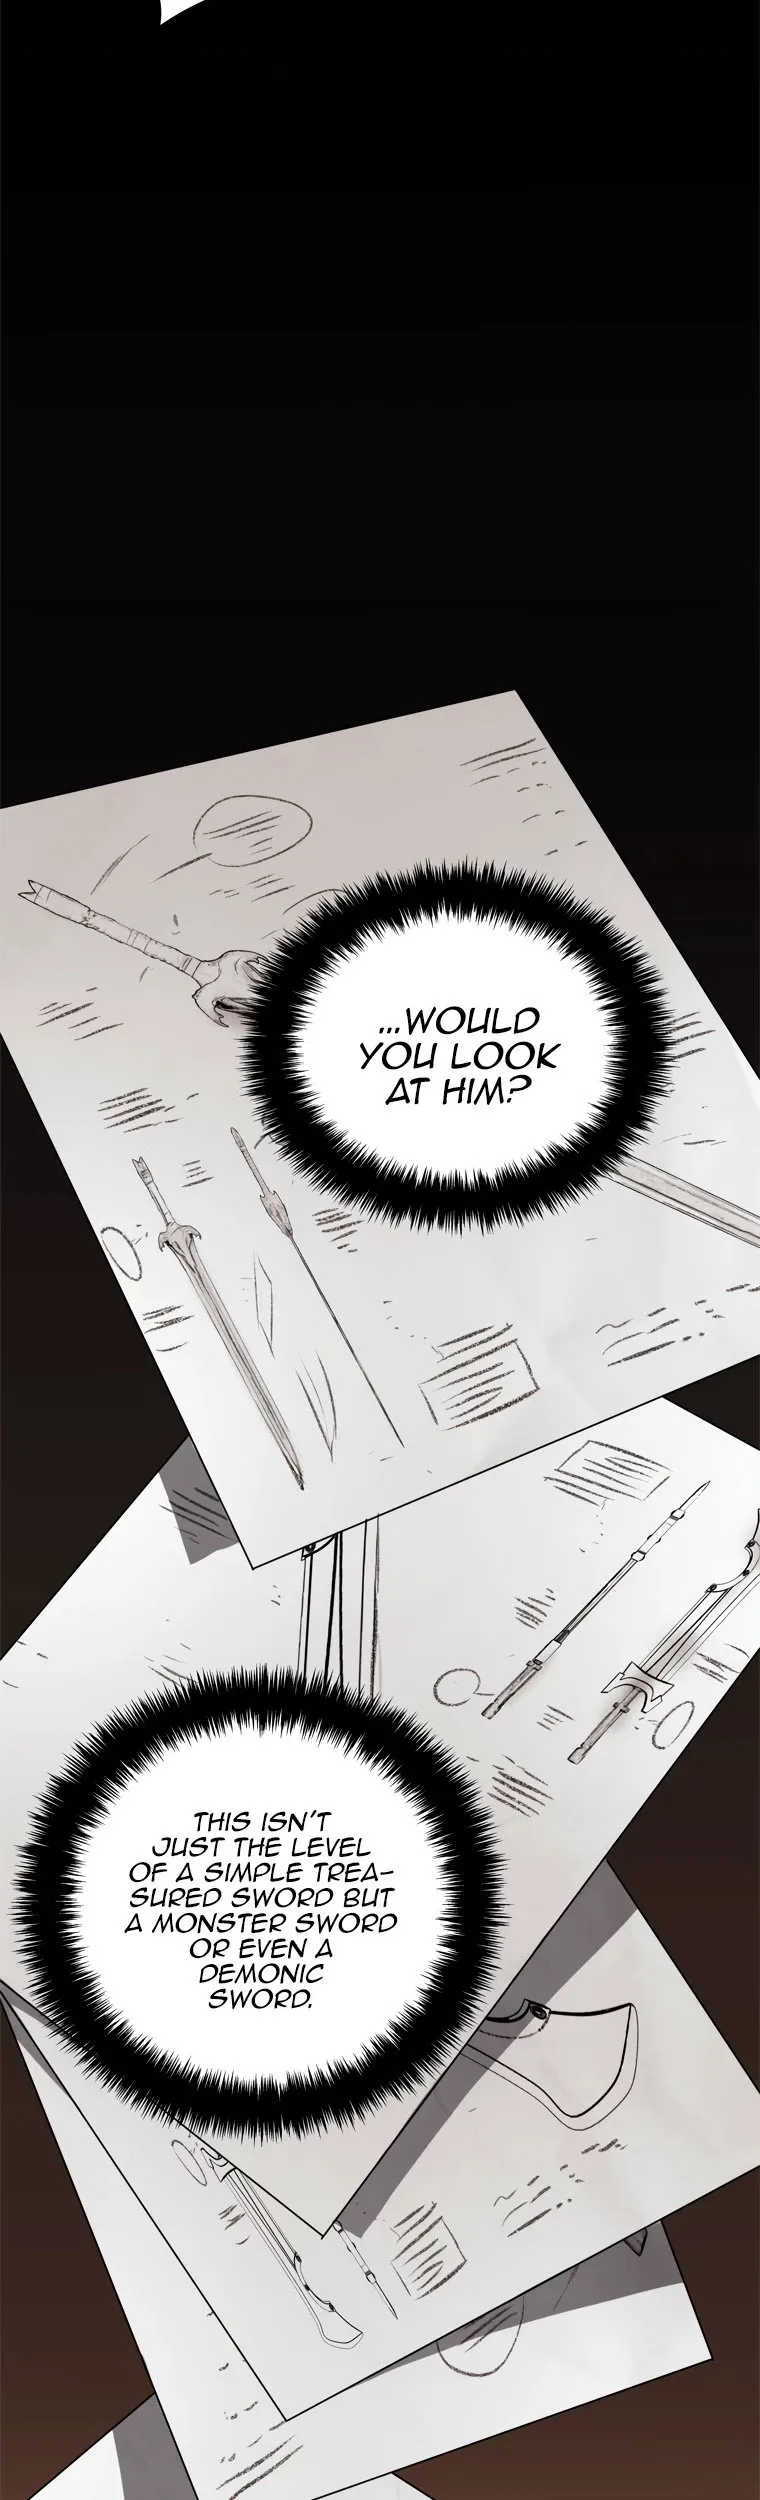 ...WOULD
YOU LOOK
AT HIM?
THIS ISN'T
JUST THE LEVEL
OF A SIMPLE TREA-
SURED SWORD BUT
A MONSTER SWORD
OR EVEN A
DEMONIC
SWORD.